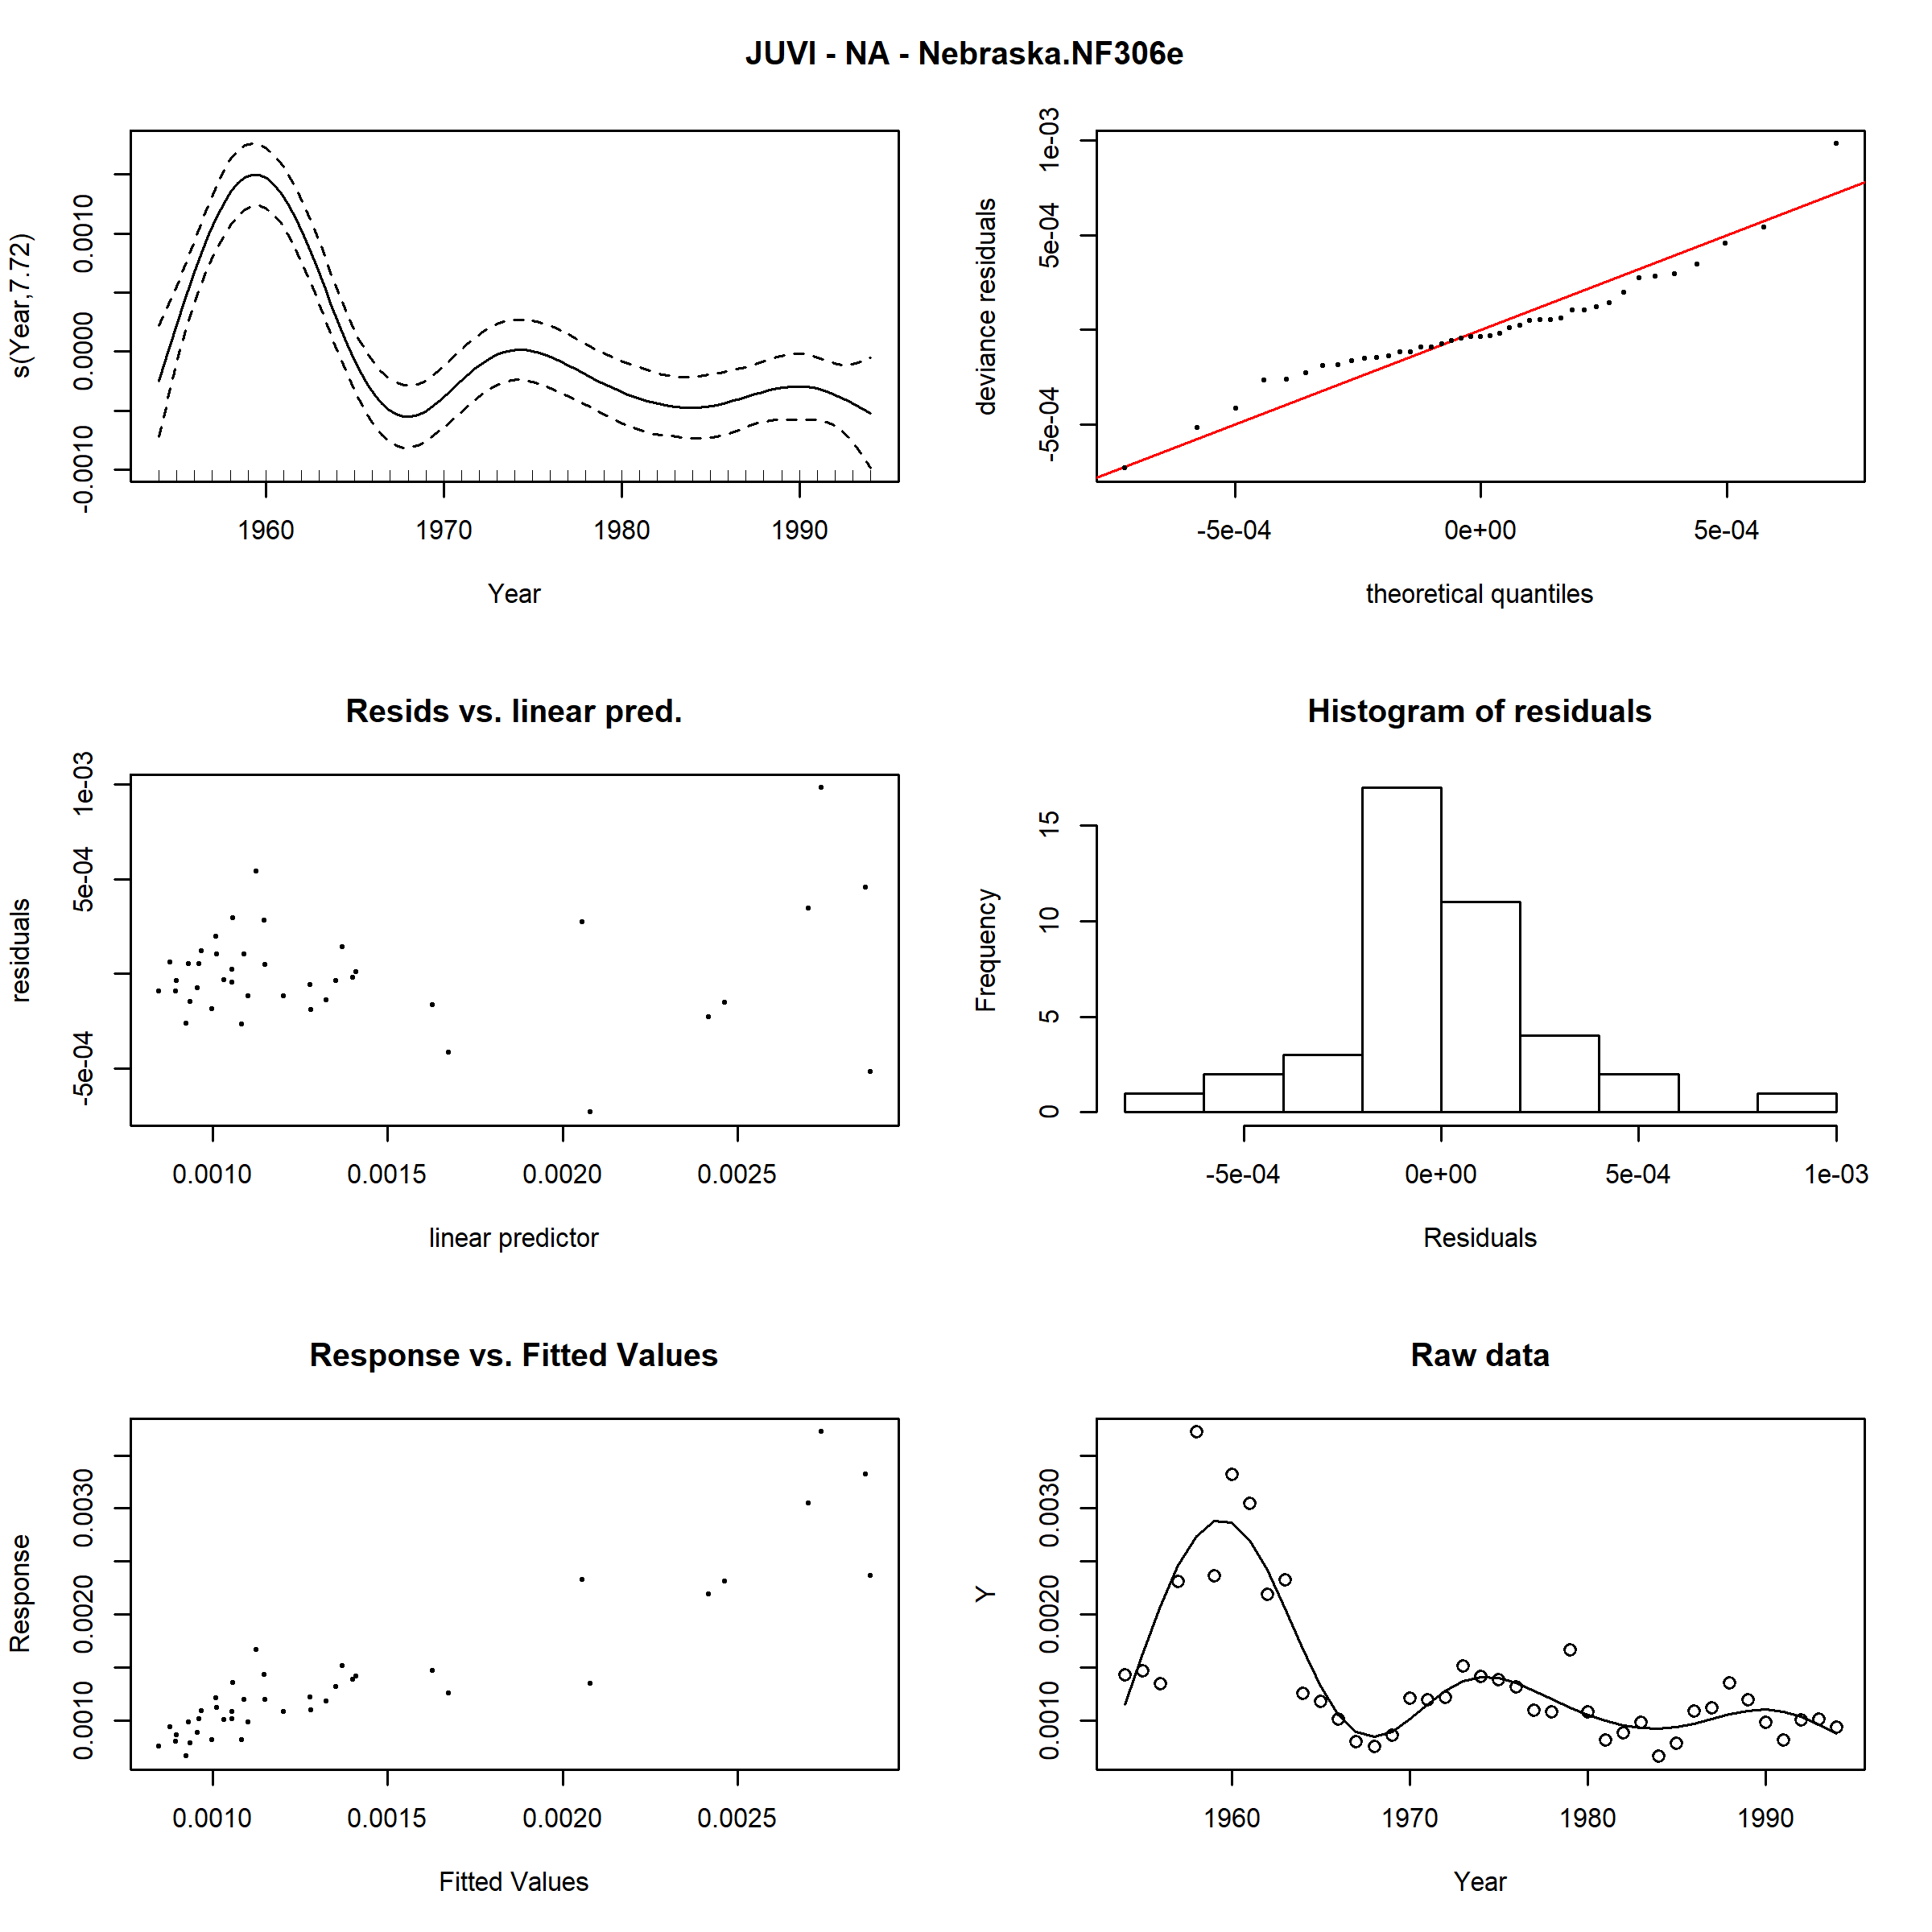 JUVI - NA - Nebraska.NF306e
s(Year,7.72)
-0.0010 0.0000 0.0010
1960 1970 1980 1990
Year
deviance residuals
-5e-04 5e-04 1e-03
-5e-04 0e+00 5e-04
theoretical quantiles
Resids vs. linear pred.
residuals
-5e-04 5e-04 1e-03
0.0010 0.0015 0.0020 0.0025
linear predictor
Histogram of residuals
Frequency
0 5 10 15
-5e-04 0e+00 5e-04 1e-03
Residuals
Response vs. Fitted Values
Response
0.0010 0.0020 0.0030
0.0010 0.0015 0.0020 0.0025
Fitted Values
Raw data
Y
0.0010 0.0020 0.0030
1960 1970 1980 1990
Year